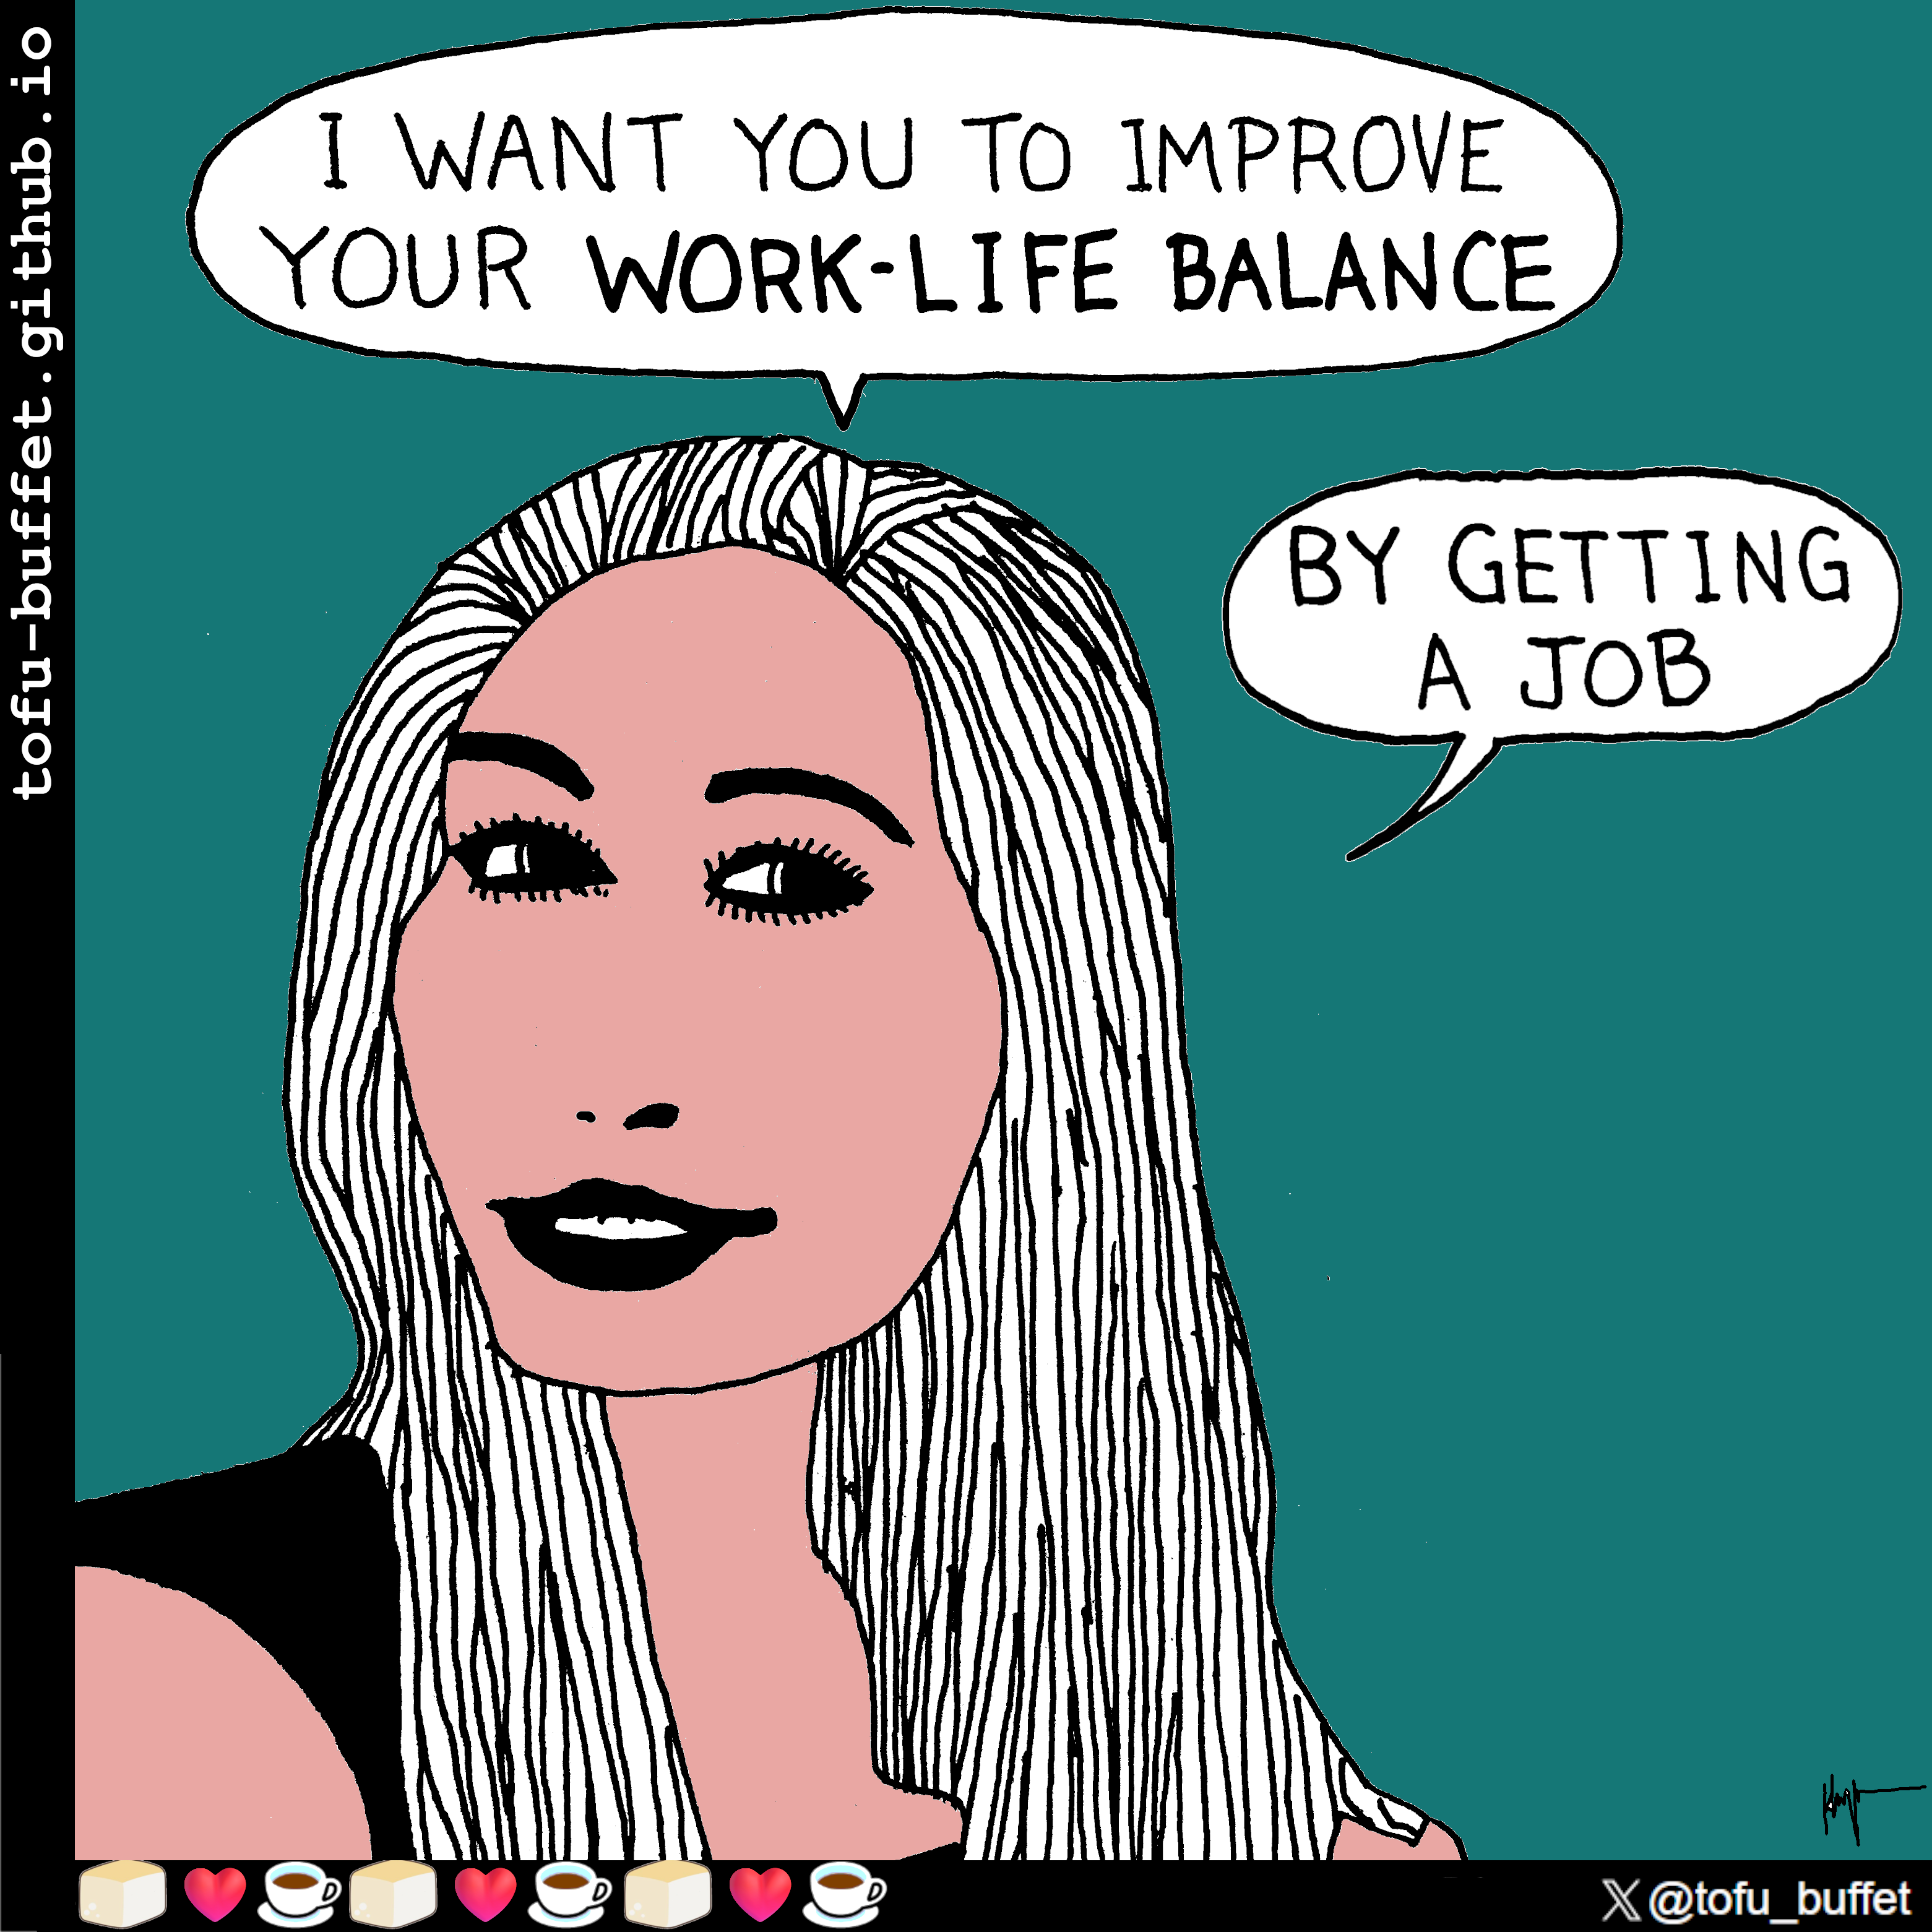 I WANT YOU TO IMPROVE
YOUR WORK-LIFE BALANCE
BY GETTING
A JOB
tofu-buffet.github.io
𝕏 @tofu_buffet